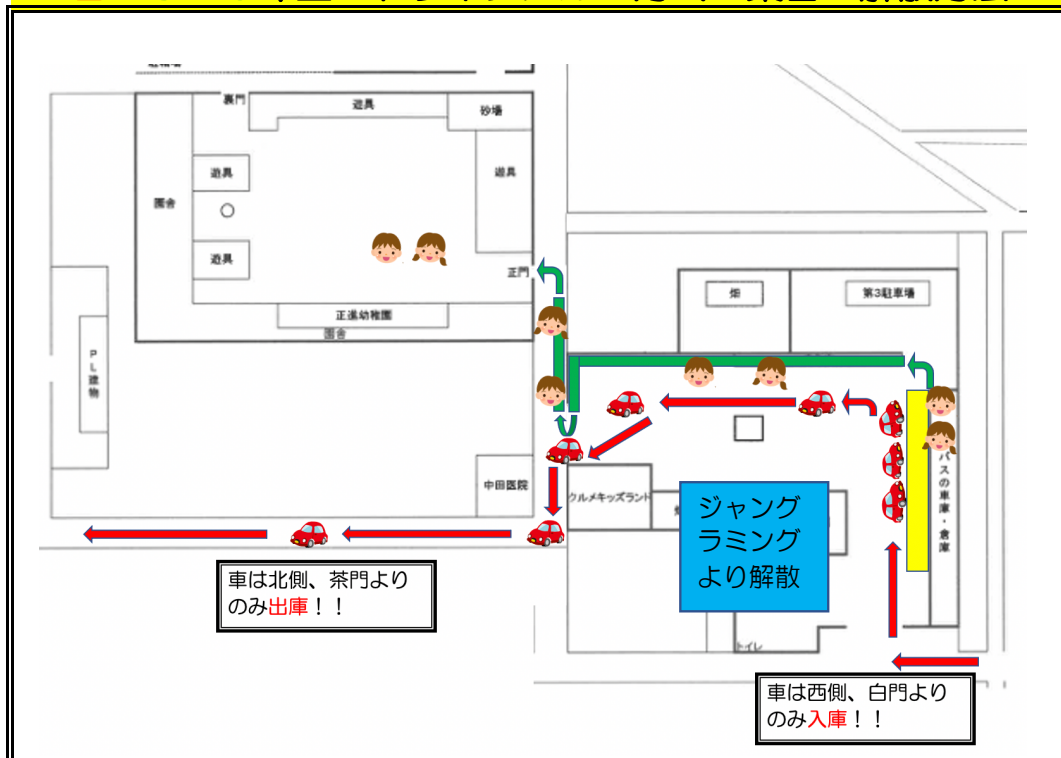 裏門
遊具
砂場
遊具
遊具
園舎
遊具
正門
畑
第3駐車場
正進幼稚園
園舎
PL建物
バスの車庫・倉庫
中田医院
ウルメキッズランド
ジャング
ラミング
より解散
車は北側、茶門より
のみ出庫！！
トイレ
車は西側、白門より
のみ入庫！！